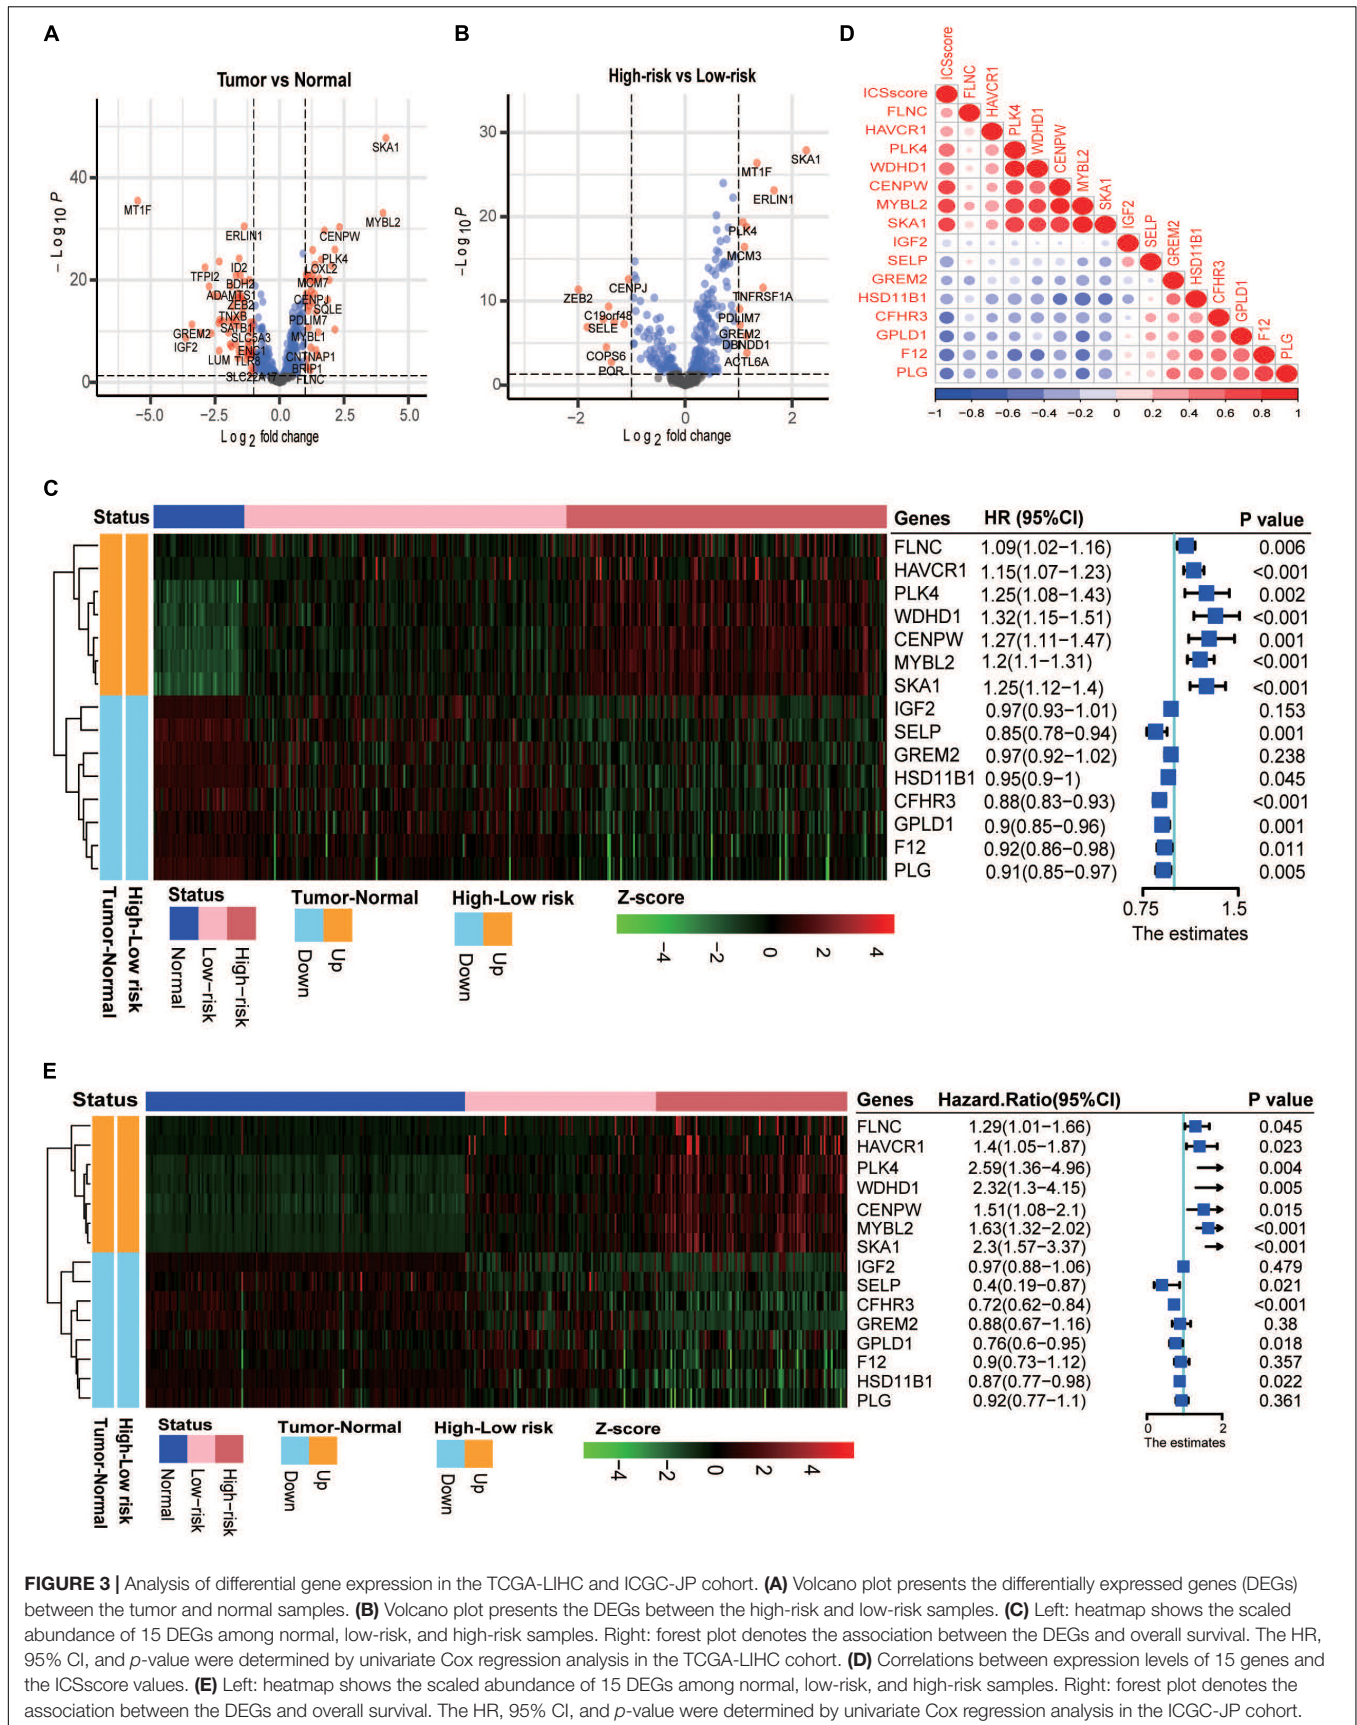 A
B
D
Tumor vs Normal
SKA1
MT1F
MYBL2
ERLIN1
CENPW
PLK4
LOXL2
TFPI2
ID2
BDH2
MCM7
ADAMTS1
CENPJ
ZEB2
SQLE
TNXB
PDLIM7
SATB1
GREM2
SLC5A3
MYBL1
IGF2
ENC1
CNTNAP1
LUM
TLR8
BRIP1
SLC22A17
FLNC
0
20
40
−Log10 P
−5.0
−2.5
0.0
2.5
5.0
Log2 fold change
High-risk vs Low-risk
SKA1
MT1F
ERLIN1
PLK4
MCM3
CENPJ
TNFRSF1A
ZEB2
C19orf48
PDLIM7
SELE
GREM2
DBNDD1
COPS6
ACTL6A
POR
0
10
20
30
−Log10 P
−2
0
2
Log2 fold change
ICSscore
FLNC
HAVCR1
PLK4
WDHD1
CENPW
MYBL2
SKA1
IGF2
SELP
GREM2
HSD11B1
CFHR3
GPLD1
F12
PLG
ICSscore
FLNC
HAVCR1
PLK4
WDHD1
CENPW
MYBL2
SKA1
IGF2
SELP
GREM2
HSD11B1
CFHR3
GPLD1
F12
PLG
−1 −0.8 −0.6 −0.4 −0.2 0 0.2 0.4 0.6 0.8 1
C
Status
Genes HR (95%CI) P value
FLNC 1.09(1.02−1.16) 0.006
HAVCR1 1.15(1.07−1.23) <0.001
PLK4 1.25(1.08−1.43) 0.002
WDHD1 1.32(1.15−1.51) <0.001
CENPW 1.27(1.11−1.47) 0.001
MYBL2 1.2(1.1−1.31) <0.001
SKA1 1.25(1.12−1.4) <0.001
IGF2 0.97(0.93−1.01) 0.153
SELP 0.85(0.78−0.94) 0.001
GREM2 0.97(0.92−1.02) 0.238
HSD11B1 0.95(0.9−1) 0.045
CFHR3 0.88(0.83−0.93) <0.001
GPLD1 0.9(0.85−0.96) 0.001
F12 0.92(0.86−0.98) 0.011
PLG 0.91(0.85−0.97) 0.005
0.75 1.5
The estimates
Tumor-Normal
High-Low risk
Status
Normal
Low−risk
High−risk
Tumor-Normal
Down
Up
High-Low risk
Down
Up
Z-score
−4 −2 0 2 4
E
Status
Genes Hazard.Ratio(95%CI) P value
FLNC 1.29(1.01−1.66) 0.045
HAVCR1 1.4(1.05−1.87) 0.023
PLK4 2.59(1.36−4.96) 0.004
WDHD1 2.32(1.3−4.15) 0.005
CENPW 1.51(1.08−2.1) 0.015
MYBL2 1.63(1.32−2.02) <0.001
SKA1 2.3(1.57−3.37) <0.001
IGF2 0.97(0.88−1.06) 0.479
SELP 0.4(0.19−0.87) 0.021
CFHR3 0.72(0.62−0.84) <0.001
GREM2 0.88(0.67−1.16) 0.38
GPLD1 0.76(0.6−0.95) 0.018
F12 0.9(0.73−1.12) 0.357
HSD11B1 0.87(0.77−0.98) 0.022
PLG 0.92(0.77−1.1) 0.361
0 2
The estimates
Tumor-Normal
High-Low risk
Status
Normal
Low−risk
High−risk
Tumor-Normal
Down
Up
High-Low risk
Down
Up
Z-score
−4 −2 0 2 4
FIGURE 3 | Analysis of differential gene expression in the TCGA-LIHC and ICGC-JP cohort. (A) Volcano plot presents the differentially expressed genes (DEGs)
between the tumor and normal samples. (B) Volcano plot presents the DEGs between the high-risk and low-risk samples. (C) Left: heatmap shows the scaled
abundance of 15 DEGs among normal, low-risk, and high-risk samples. Right: forest plot denotes the association between the DEGs and overall survival. The HR,
95% CI, and p-value were determined by univariate Cox regression analysis in the TCGA-LIHC cohort. (D) Correlations between expression levels of 15 genes and
the ICSscore values. (E) Left: heatmap shows the scaled abundance of 15 DEGs among normal, low-risk, and high-risk samples. Right: forest plot denotes the
association between the DEGs and overall survival. The HR, 95% CI, and p-value were determined by univariate Cox regression analysis in the ICGC-JP cohort.